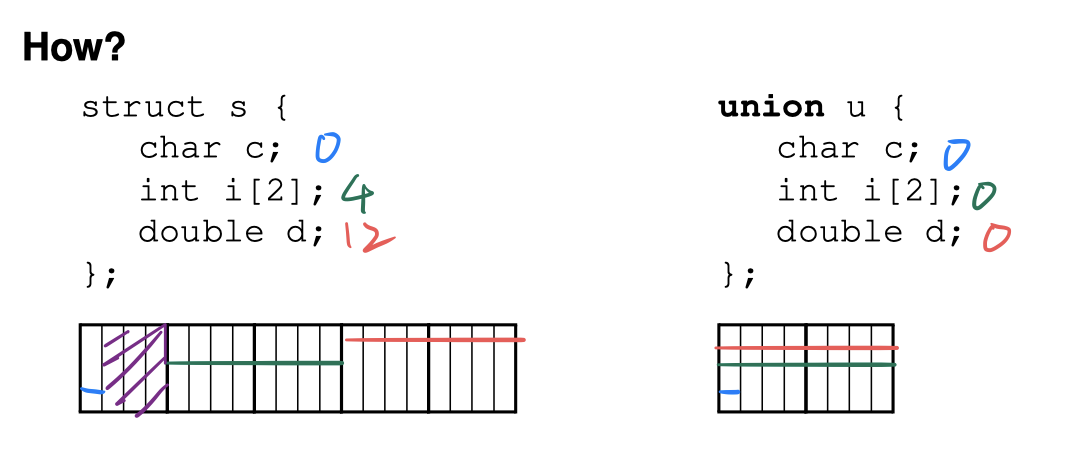 How?
struct s {
char c; 0
int i[2]; 4
double d; 12
};
union u {
char c; 0
int i[2]; 0
double d; 0
};